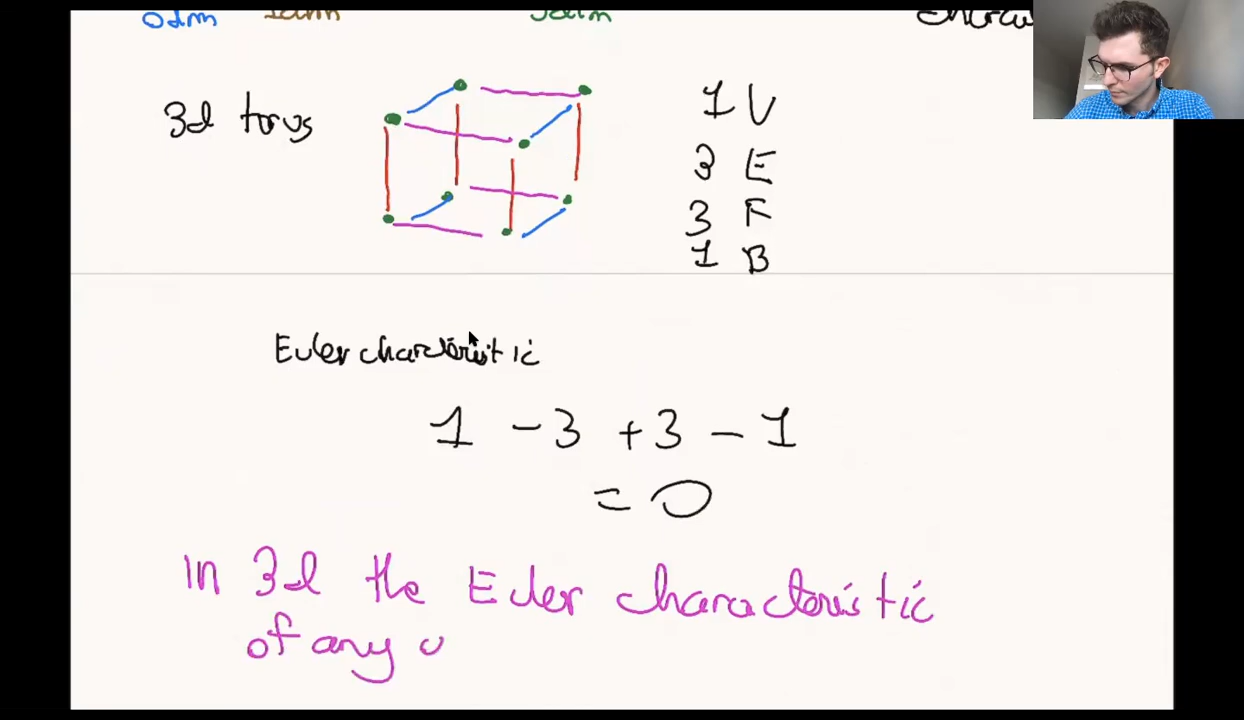 0dim
3d torus
1 V
3 E
3 F
1 B
Euler characteristic
1 - 3 + 3 - 1
= 0
In 3d the Euler characteristic
of any